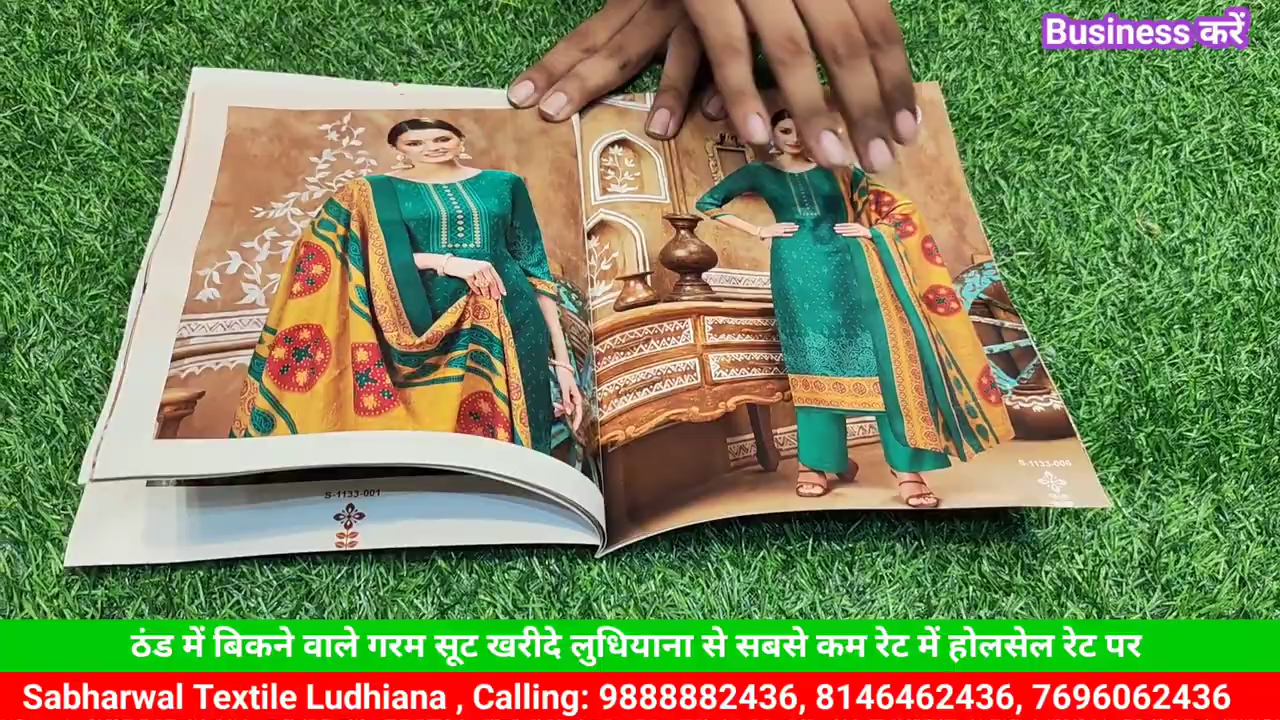 Business करें
S-1133-006
S-1133-001
ठंड में बिकने वाले गरम सूट खरीदे लुधियाना से सबसे कम रेट में होलसेल रेट पर
Sabharwal Textile Ludhiana , Calling: 9888882436, 8146462436, 7696062436